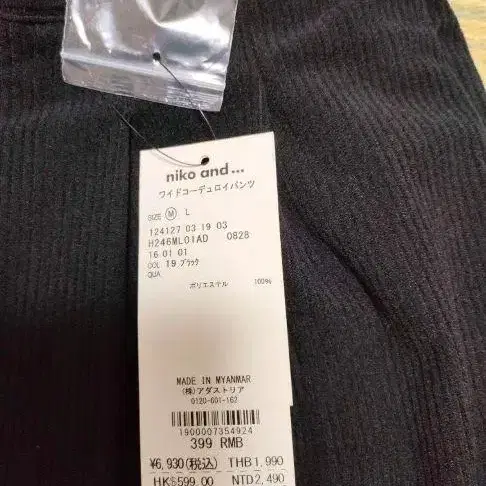 niko and...
ワイドコーデュロイパンツ
SIZE Ⓜ L
124127 03 19 03
H246ML01AD 0828
16 01 01
COL 19 ブラック
QUA
ポリエステル 100%
MADE IN MYANMAR
(株)アダストリア
0120-601-162
1900007354924
399 RMB
¥6,930(税込) THB1,990
HK$599.00 NTD2,490